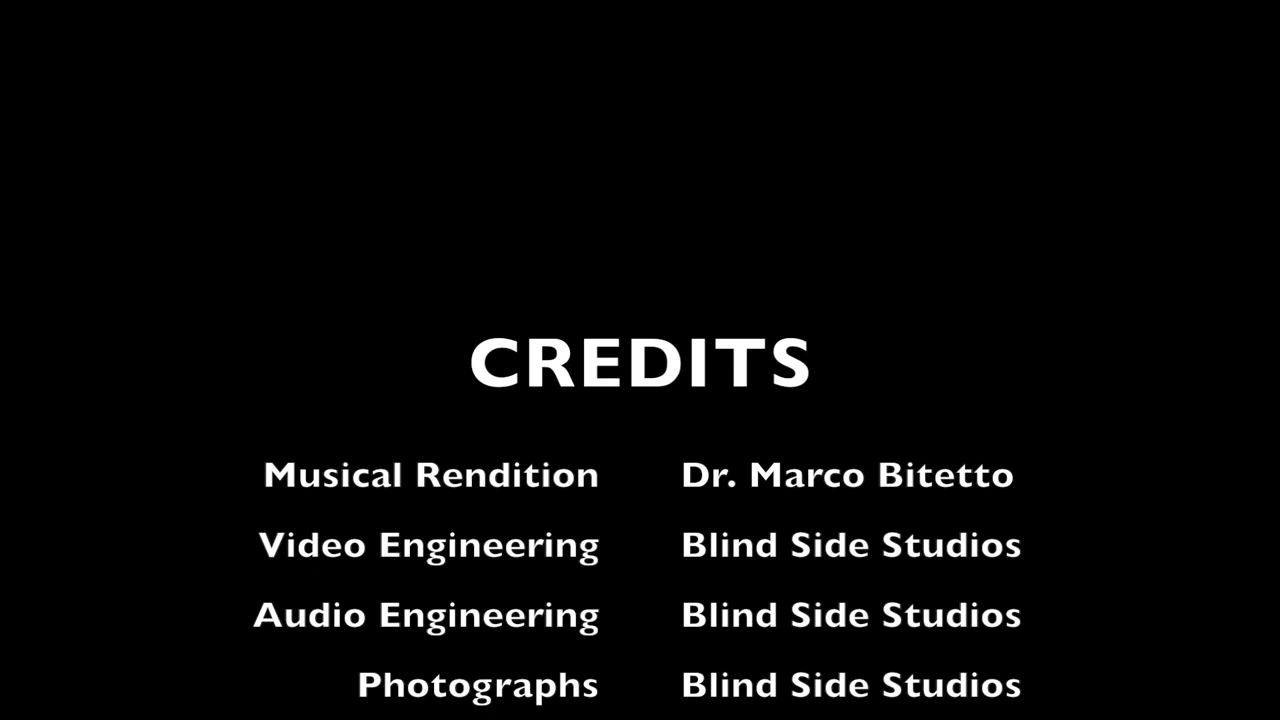 CREDITS
Musical Rendition Dr. Marco Bitetto
Video Engineering Blind Side Studios
Audio Engineering Blind Side Studios
Photographs Blind Side Studios